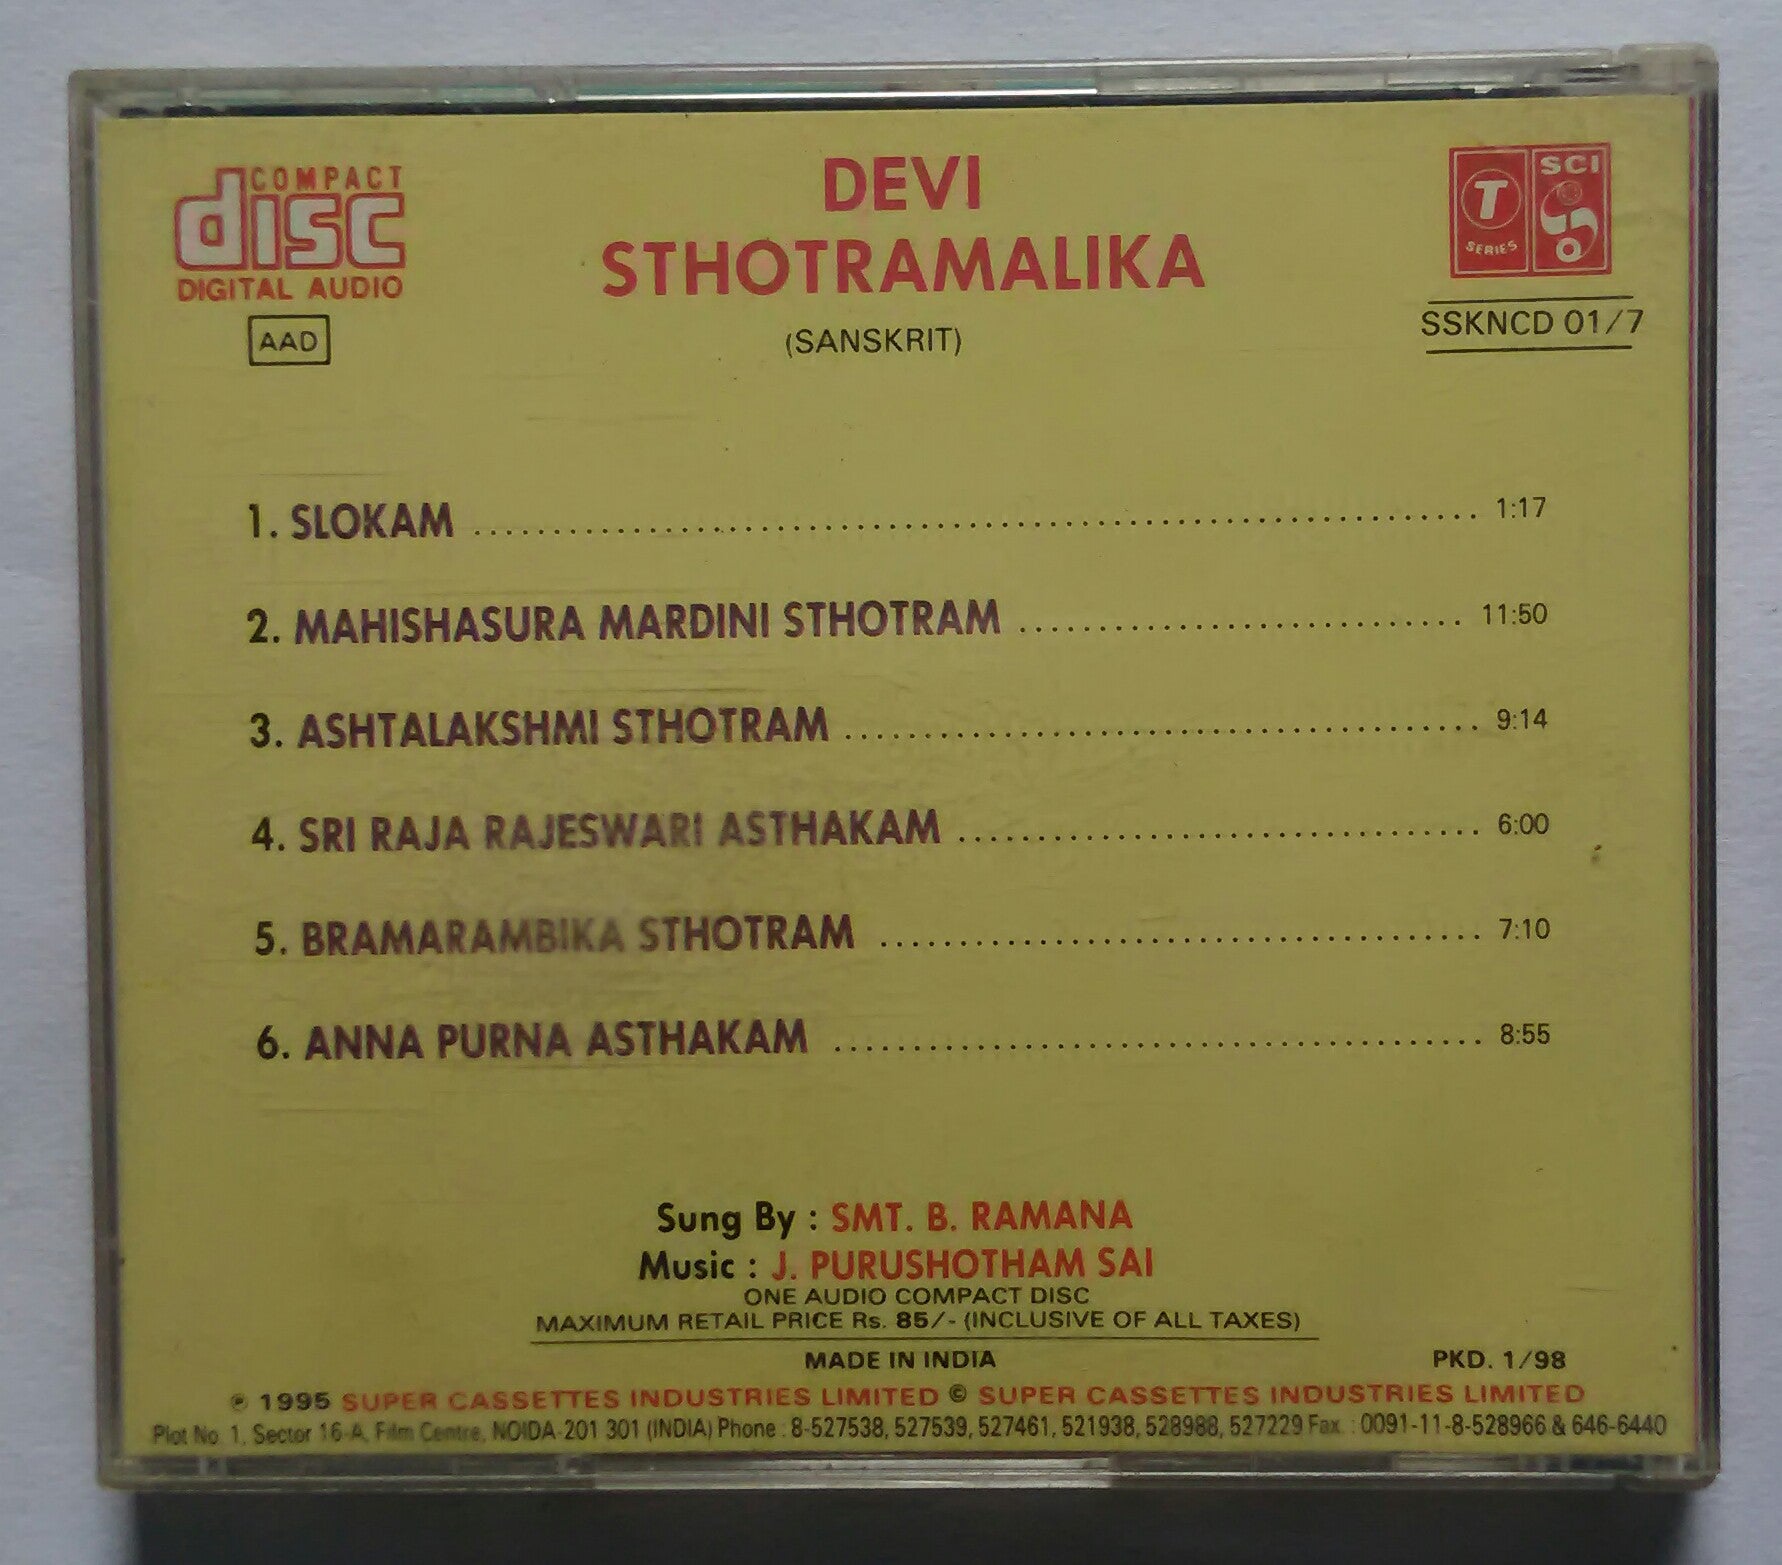 COMPACT
disc
DIGITAL AUDIO
AAD
DEVI
STHOTRAMALIKA
(SANSKRIT)
T
SERIES
SCI
SSKNCD 01/7
1. SLOKAM ........ 1:17
2. MAHISHASURA MARDINI STHOTRAM ........ 11:50
3. ASHTALAKSHMI STHOTRAM ........ 9:14
4. SRI RAJA RAJESWARI ASTHAKAM ........ 6:00
5. BRAMARAMBIKA STHOTRAM ........ 7:10
6. ANNA PURNA ASTHAKAM ........ 8:55
Sung By : SMT. B. RAMANA
Music : J. PURUSHOTHAM SAI
ONE AUDIO COMPACT DISC
MAXIMUM RETAIL PRICE Rs. 85/- (INCLUSIVE OF ALL TAXES)
MADE IN INDIA
PKD. 1/98
℗ 1995 SUPER CASSETTES INDUSTRIES LIMITED © SUPER CASSETTES INDUSTRIES LIMITED
Plot No. 1, Sector 16-A, Film Centre, NOIDA-201 301 (INDIA) Phone : 8-527538, 527539, 527461, 521938, 528988, 527229 Fax. : 0091-11-8-528966 & 646-6440